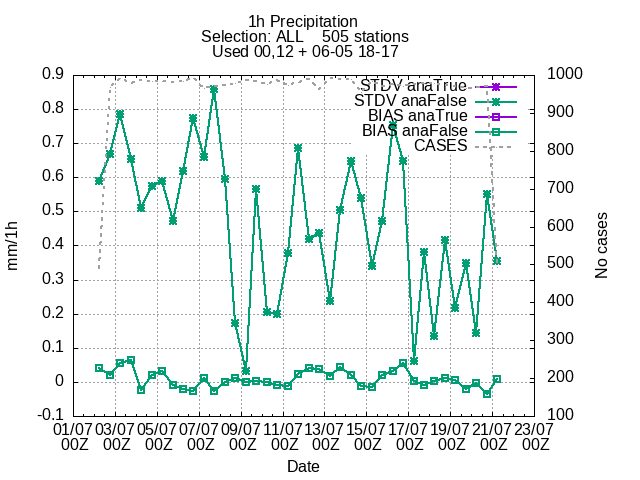 1h Precipitation
Selection: ALL 505 stations
Used 00,12 + 06-05 18-17
STDV anaTrue
STDV anaFalse
BIAS anaTrue
BIAS anaFalse
CASES
0.9
0.8
0.7
0.6
0.5
0.4
0.3
0.2
0.1
0
-0.1
mm/1h
1000
900
800
700
600
500
400
300
200
100
No cases
01/07 03/07 05/07 07/07 09/07 11/07 13/07 15/07 17/07 19/07 21/07 23/07
00Z 00Z 00Z 00Z 00Z 00Z 00Z 00Z 00Z 00Z 00Z 00Z
Date